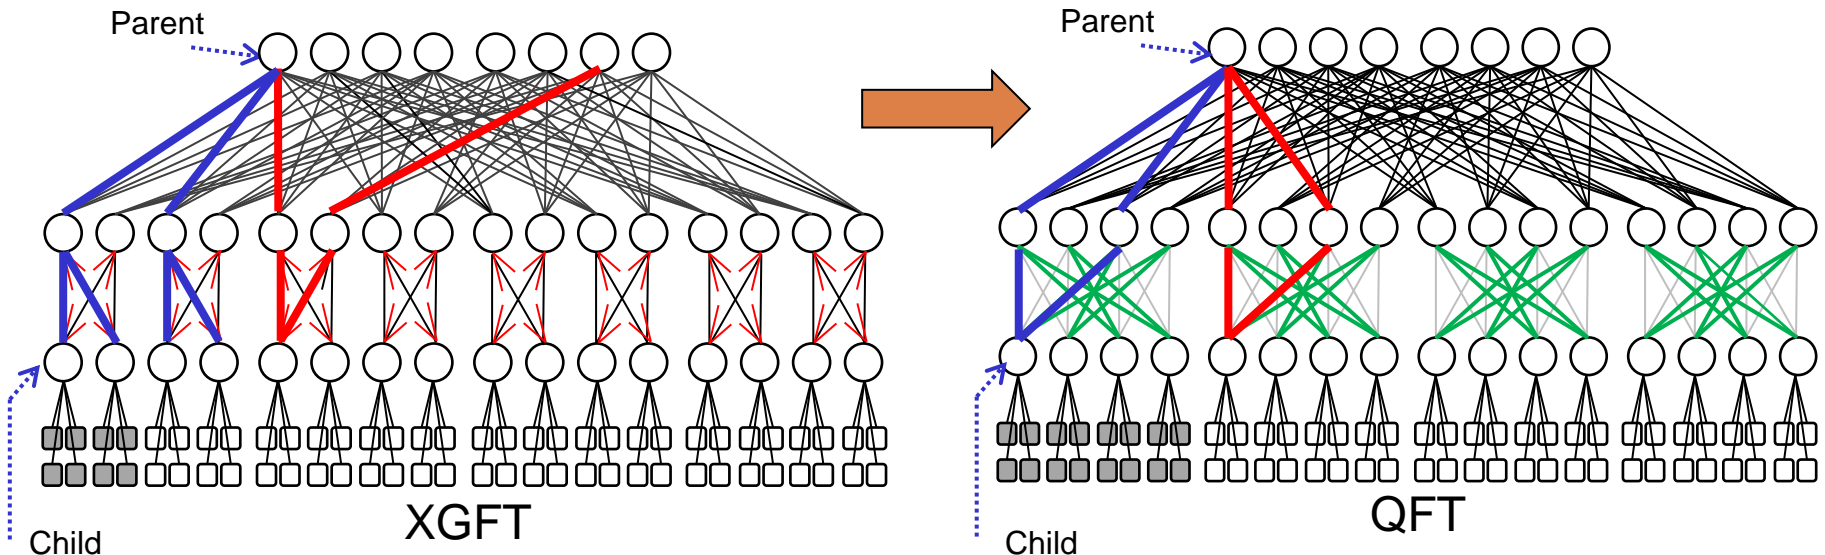 Parent
Parent
XGFT
QFT
Child
Child